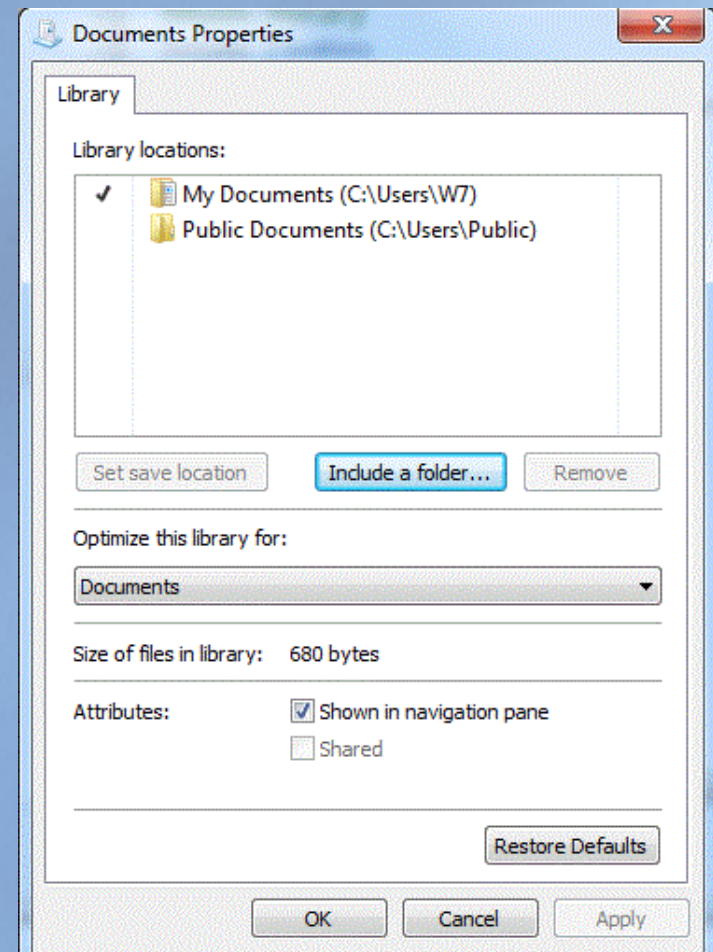 Documents Properties
Library
Library locations:
My Documents (C:\Users\W7)
Public Documents (C:\Users\Public)
Set save location Include a folder... Remove
Optimize this library for:
Documents
Size of files in library: 680 bytes
Attributes: Shown in navigation pane
Shared
Restore Defaults
OK Cancel Apply